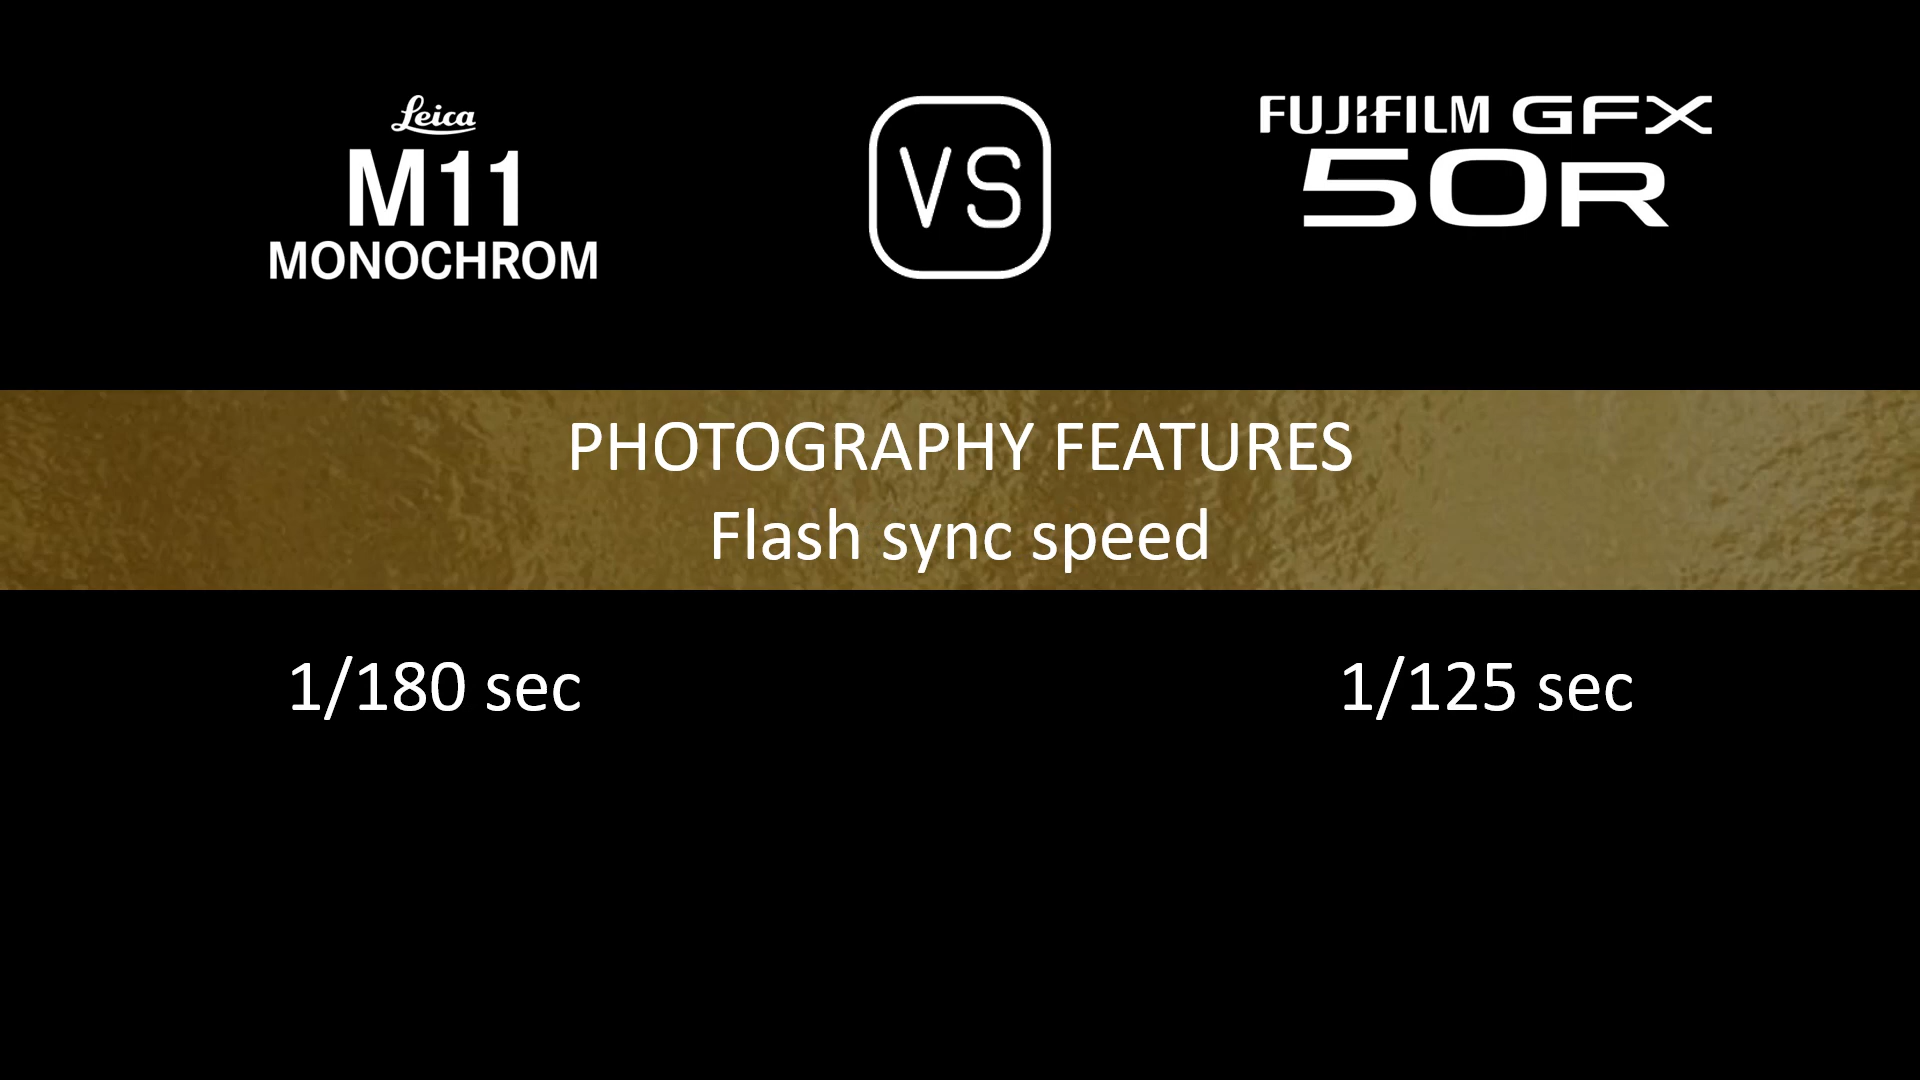 Leica
M11
MONOCHROM
VS
FUJIFILM GFX
50R
PHOTOGRAPHY FEATURES
Flash sync speed
1/180 sec
1/125 sec